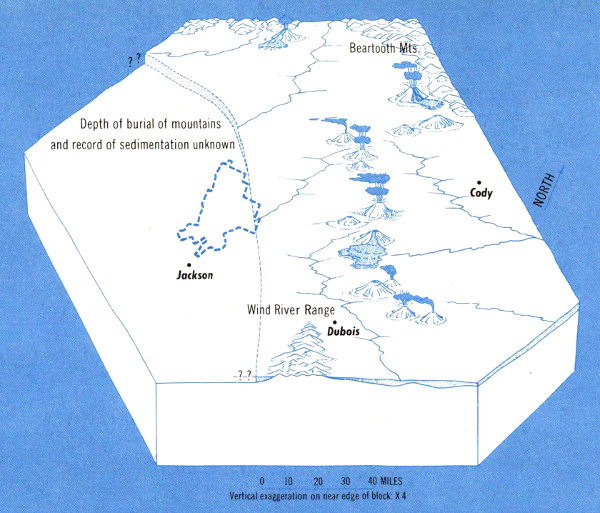 Beartooth Mts.
? ?
Depth of burial of mountains
and record of sedimentation unknown
Cody
NORTH
Jackson
Wind River Range
Dubois
? ?
0 10 20 30 40 MILES
Vertical exaggeration on near edge of block: X 4